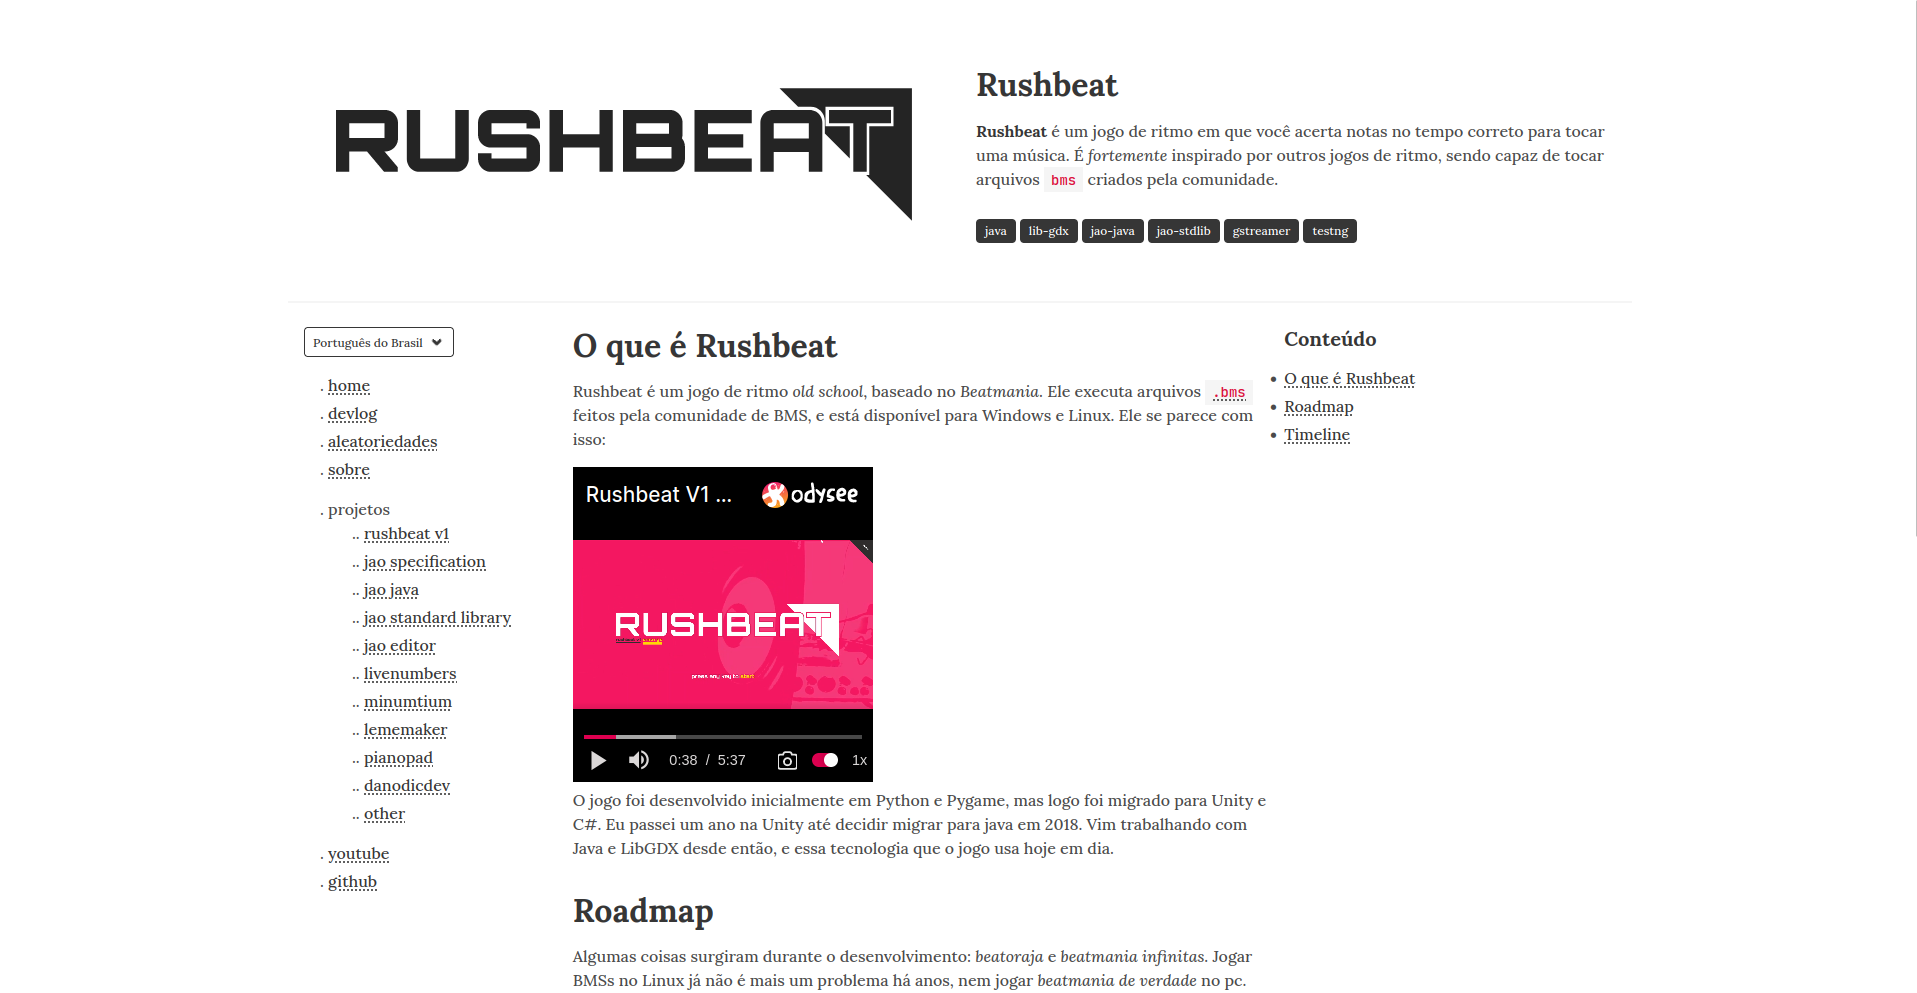 RUSHBEAT
Rushbeat
Rushbeat é um jogo de ritmo em que você acerta notas no tempo correto para tocar
uma música. É fortemente inspirado por outros jogos de ritmo, sendo capaz de tocar
arquivos bms criados pela comunidade.
java lib-gdx jao-java jao-stdlib gstreamer testng
Português do Brasil
. home
. devlog
. aleatoriedades
. sobre
. projetos
.. rushbeat v1
.. jao specification
.. jao java
.. jao standard library
.. jao editor
.. livenumbers
.. minumtium
.. lememaker
.. pianopad
.. danodicdev
.. other
. youtube
. github
O que é Rushbeat
Rushbeat é um jogo de ritmo old school, baseado no Beatmania. Ele executa arquivos .bms
feitos pela comunidade de BMS, e está disponível para Windows e Linux. Ele se parece com
isso:
Rushbeat V1 ... odysee
RUSHBEAT
press any key to start
0:38 / 5:37 1x
O jogo foi desenvolvido inicialmente em Python e Pygame, mas logo foi migrado para Unity e
C#. Eu passei um ano na Unity até decidir migrar para java em 2018. Vim trabalhando com
Java e LibGDX desde então, e essa tecnologia que o jogo usa hoje em dia.
Roadmap
Algumas coisas surgiram durante o desenvolvimento: beatoraja e beatmania infinitas. Jogar
BMSs no Linux já não é mais um problema há anos, nem jogar beatmania de verdade no pc.
Conteúdo
• O que é Rushbeat
• Roadmap
• Timeline